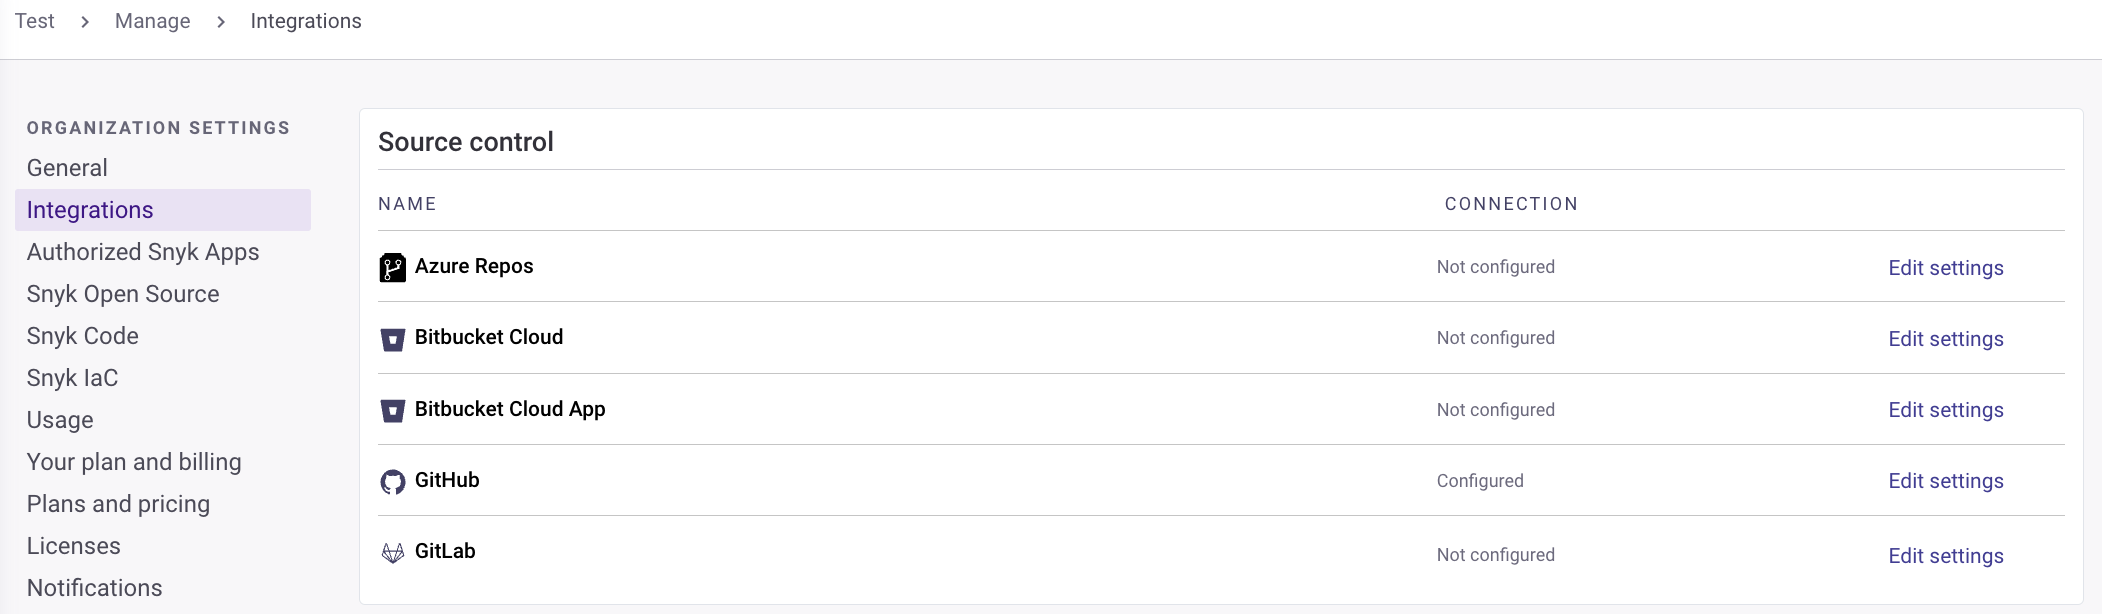 Test > Manage > Integrations
ORGANIZATION SETTINGS
General
Integrations
Authorized Snyk Apps
Snyk Open Source
Snyk Code
Snyk IaC
Usage
Your plan and billing
Plans and pricing
Licenses
Notifications
Source control
NAME CONNECTION
Azure Repos Not configured Edit settings
Bitbucket Cloud Not configured Edit settings
Bitbucket Cloud App Not configured Edit settings
GitHub Configured Edit settings
GitLab Not configured Edit settings